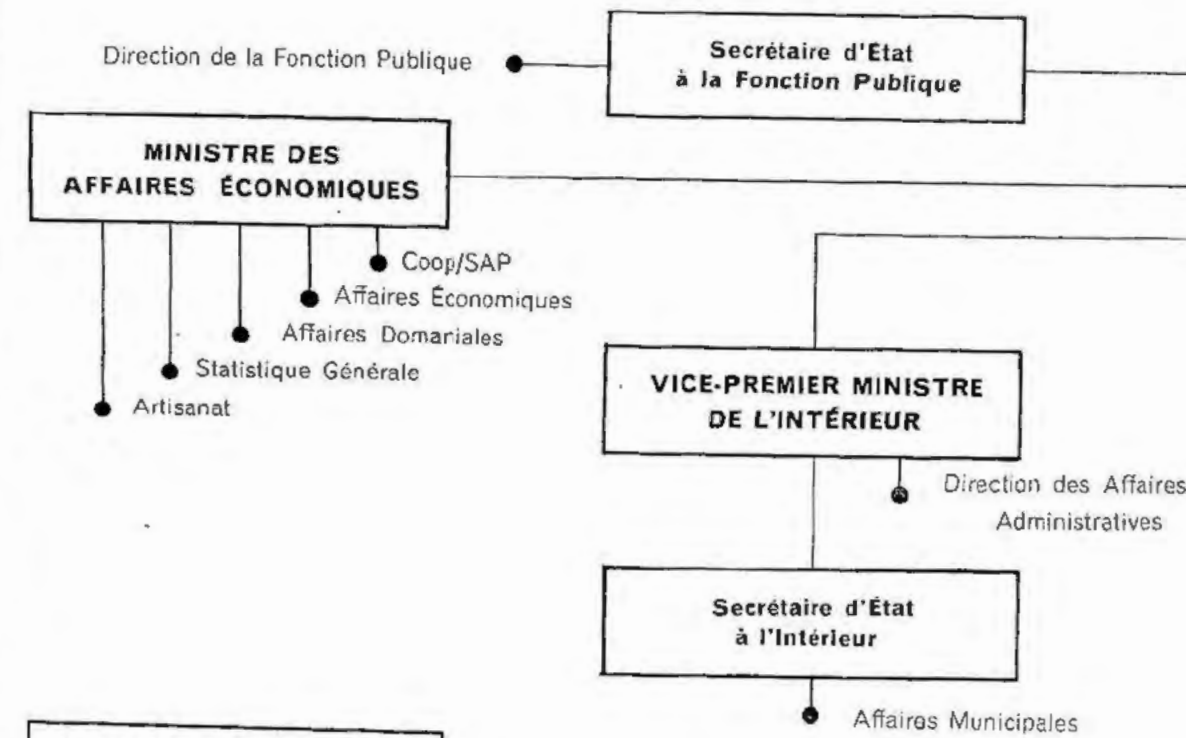 Direction de la Fonction Publique
Secrétaire d'État
à la Fonction Publique
MINISTRE DES
AFFAIRES ÉCONOMIQUES
Coop/SAP
Affaires Économiques
Affaires Domaniales
Statistique Générale
Artisanat
VICE-PREMIER MINISTRE
DE L'INTÉRIEUR
Direction des Affaires
Administratives
Secrétaire d'État
à l'Intérieur
Affaires Municipales